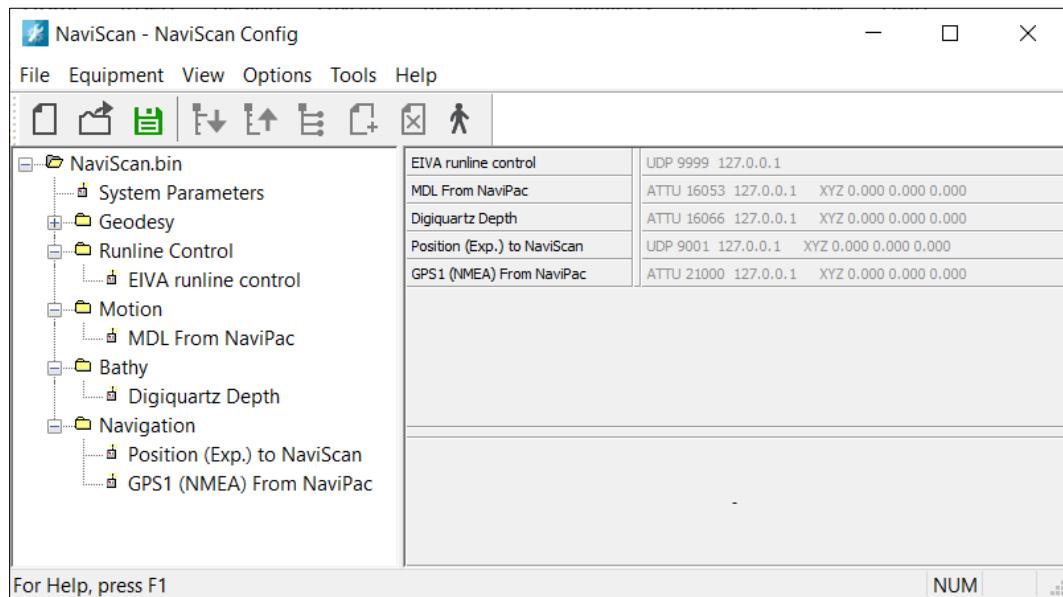 NaviScan - NaviScan Config
File Equipment View Options Tools Help
NaviScan.bin
System Parameters
Geodesy
Runline Control
EIVA runline control
Motion
MDL From NaviPac
Bathy
Digiquartz Depth
Navigation
Position (Exp.) to NaviScan
GPS1 (NMEA) From NaviPac
EIVA runline control UDP 9999 127.0.0.1
MDL From NaviPac ATTU 16053 127.0.0.1 XYZ 0.000 0.000 0.000
Digiquartz Depth ATTU 16066 127.0.0.1 XYZ 0.000 0.000 0.000
Position (Exp.) to NaviScan UDP 9001 127.0.0.1 XYZ 0.000 0.000 0.000
GPS1 (NMEA) From NaviPac ATTU 21000 127.0.0.1 XYZ 0.000 0.000 0.000
-
For Help, press F1 NUM